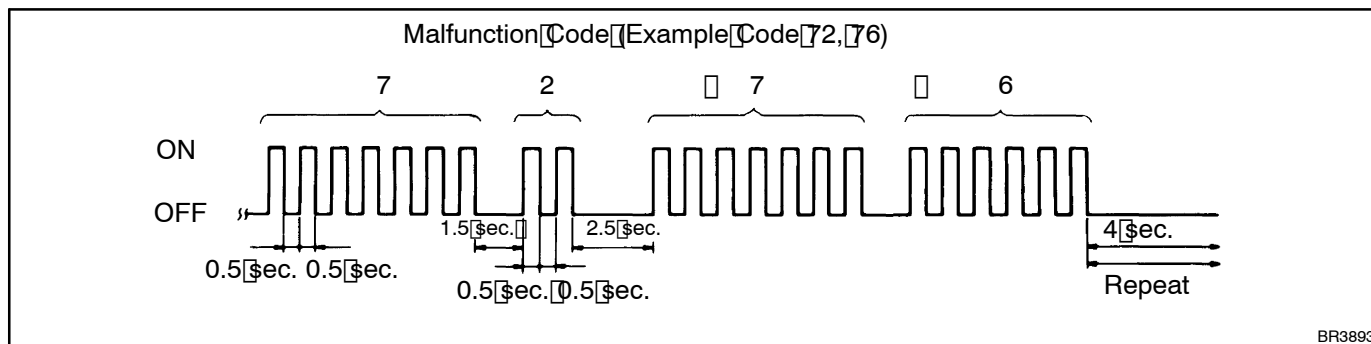 Malfunction Code (Example Code 72, 76)
7 2 7 6
ON
OFF
1.5 sec. 2.5 sec. 4 sec.
0.5 sec. 0.5 sec.
0.5 sec. 0.5 sec.
Repeat
BR3893